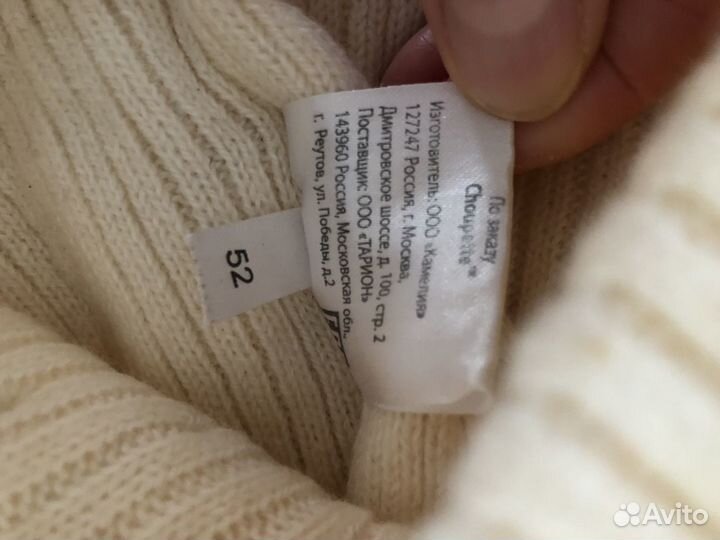 По заказу
Choupette™
Изготовитель: ООО «Камелия»
127247 Россия, г. Москва,
Дмитровское шоссе, д. 100, стр. 2
Поставщик: ООО «ТАРИОН»
143960 Россия, Московская обл.,
г. Реутов, ул. Победы, д.2
52
Avito